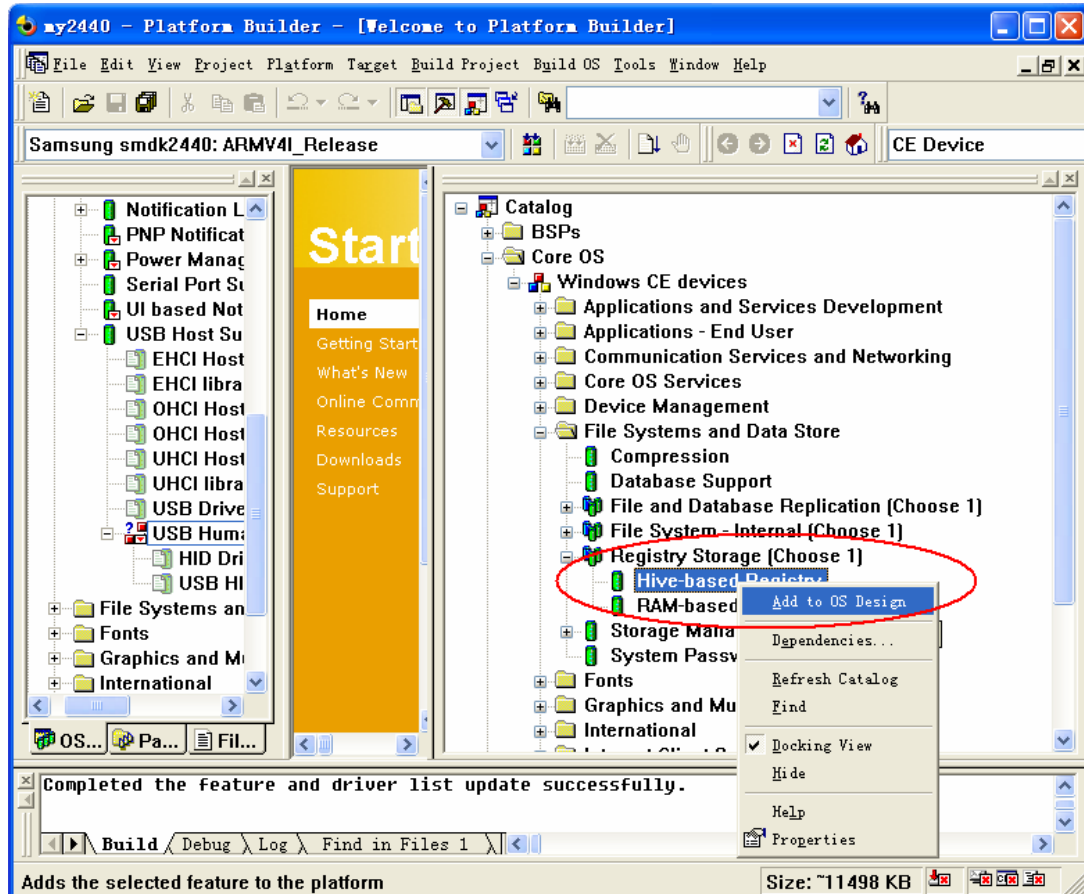 my2440 - Platform Builder - [Welcome to Platform Builder]
File Edit View Project Platform Target Build Project Build OS Tools Window Help
Samsung smdk2440: ARMV4I_Release
CE Device
Notification L
PNP Notificat
Power Manag
Serial Port Su
UI based Not
USB Host Su
EHCI Host
EHCI libra
OHCI Host
OHCI Host
UHCI Host
UHCI libra
USB Drive
USB Huma
HID Dri
USB HI
File Systems an
Fonts
Graphics and M
International
OS...
Pa...
Fil...
Start
Home
Getting Start
What's New
Online Comm
Resources
Downloads
Support
Catalog
BSPs
Core OS
Windows CE devices
Applications and Services Development
Applications - End User
Communication Services and Networking
Core OS Services
Device Management
File Systems and Data Store
Compression
Database Support
File and Database Replication (Choose 1)
File System - Internal (Choose 1)
Registry Storage (Choose 1)
Hive-based Registry
RAM-based
Storage Mana
System Passw
Fonts
Graphics and Mu
International
Add to OS Design
Dependencies...
Refresh Catalog
Find
Docking View
Hide
Help
Properties
Completed the feature and driver list update successfully.
Build Debug Log Find in Files 1
Adds the selected feature to the platform
Size: ~11498 KB